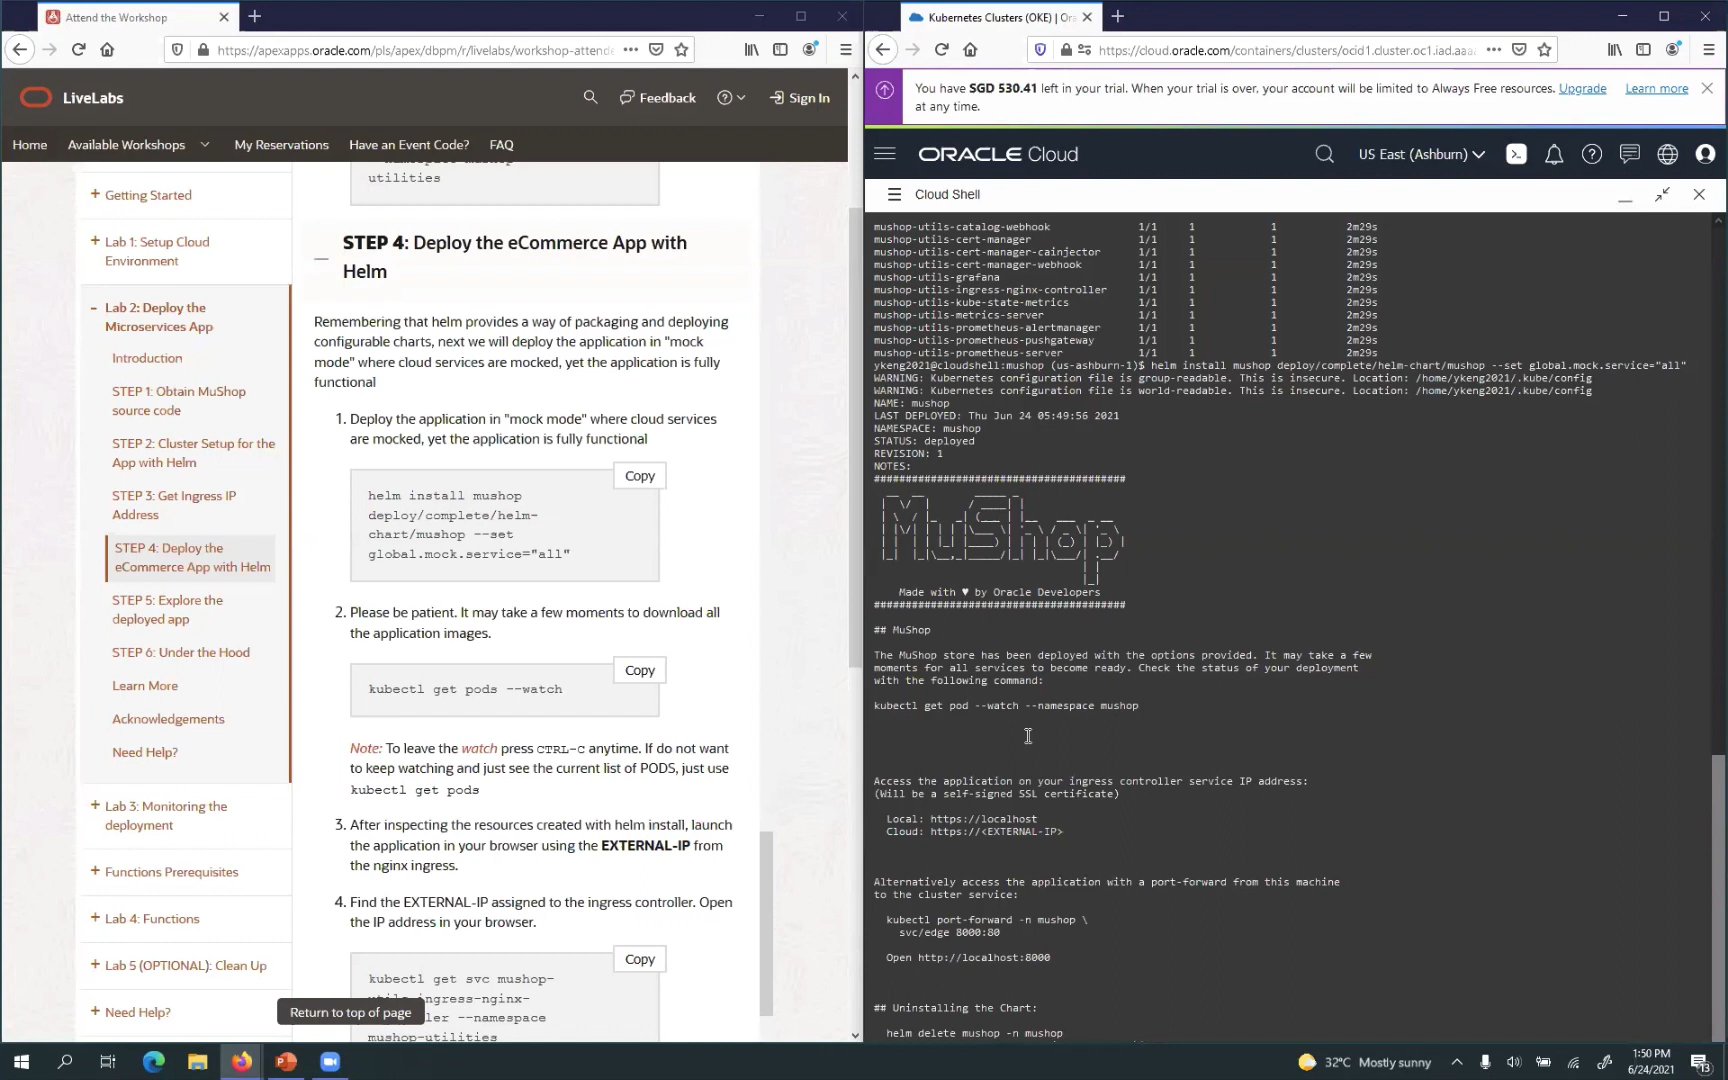 Attend the Workshop
https://apexapps.oracle.com/pls/apex/dbpm/r/livelabs/workshop-attend
LiveLabs
Feedback
Sign In
Home
Available Workshops
My Reservations
Have an Event Code?
FAQ
Getting Started
Lab 1: Setup Cloud
Environment
Lab 2: Deploy the
Microservices App
Introduction
STEP 1: Obtain MuShop
source code
STEP 2: Cluster Setup for the
App with Helm
STEP 3: Get Ingress IP
Address
STEP 4: Deploy the
eCommerce App with Helm
STEP 5: Explore the
deployed app
STEP 6: Under the Hood
Learn More
Acknowledgements
Need Help?
Lab 3: Monitoring the
deployment
Functions Prerequisites
Lab 4: Functions
Lab 5 (OPTIONAL): Clean Up
Need Help?
utilities
STEP 4: Deploy the eCommerce App with
Helm
Remembering that helm provides a way of packaging and deploying
configurable charts, next we will deploy the application in "mock
mode" where cloud services are mocked, yet the application is fully
functional
1. Deploy the application in "mock mode" where cloud services
are mocked, yet the application is fully functional
Copy
helm install mushop
deploy/complete/helm-
chart/mushop --set
global.mock.service="all"
2. Please be patient. It may take a few moments to download all
the application images.
Copy
kubectl get pods --watch
Note: To leave the watch press CTRL-C anytime. If do not want
to keep watching and just see the current list of PODS, just use
kubectl get pods
3. After inspecting the resources created with helm install, launch
the application in your browser using the EXTERNAL-IP from
the nginx ingress.
4. Find the EXTERNAL-IP assigned to the ingress controller. Open
the IP address in your browser.
Copy
kubectl get svc mushop-
ingress-nginx-
--namespace
mushop-utilities
Return to top of page
Kubernetes Clusters (OKE) | Or
https://cloud.oracle.com/containers/clusters/ocid1.cluster.oc1.iad.aaa
You have SGD 530.41 left in your trial. When your trial is over, your account will be limited to Always Free resources. Upgrade Learn more
at any time.
ORACLE Cloud
US East (Ashburn)
Cloud Shell
mushop-utils-catalog-webhook 1/1 1 1 2m29s
mushop-utils-cert-manager 1/1 1 1 2m29s
mushop-utils-cert-manager-cainjector 1/1 1 1 2m29s
mushop-utils-cert-manager-webhook 1/1 1 1 2m29s
mushop-utils-grafana 1/1 1 1 2m29s
mushop-utils-ingress-nginx-controller 1/1 1 1 2m29s
mushop-utils-kube-state-metrics 1/1 1 1 2m29s
mushop-utils-metrics-server 1/1 1 1 2m29s
mushop-utils-prometheus-alertmanager 1/1 1 1 2m29s
mushop-utils-prometheus-pushgateway 1/1 1 1 2m29s
mushop-utils-prometheus-server 1/1 1 1 2m29s
ykeng2021@cloudshell:mushop (us-ashburn-1)$ helm install mushop deploy/complete/helm-chart/mushop --set global.mock.service="all"
WARNING: Kubernetes configuration file is group-readable. This is insecure. Location: /home/ykeng2021/.kube/config
WARNING: Kubernetes configuration file is world-readable. This is insecure. Location: /home/ykeng2021/.kube/config
NAME: mushop
LAST DEPLOYED: Thu Jun 24 05:49:56 2021
NAMESPACE: mushop
STATUS: deployed
REVISION: 1
NOTES:
########################################
MuShop
Made with ♥ by Oracle Developers
########################################
## MuShop
The MuShop store has been deployed with the options provided. It may take a few
moments for all services to become ready. Check the status of your deployment
with the following command:
kubectl get pod --watch --namespace mushop
Access the application on your ingress controller service IP address:
(Will be a self-signed SSL certificate)
Local: https://localhost
Cloud: https://<EXTERNAL-IP>
Alternatively access the application with a port-forward from this machine
to the cluster service:
kubectl port-forward -n mushop \
svc/edge 8000:80
Open http://localhost:8000
## Uninstalling the Chart:
helm delete mushop -n mushop
32°C Mostly sunny
1:50 PM
6/24/2021
13